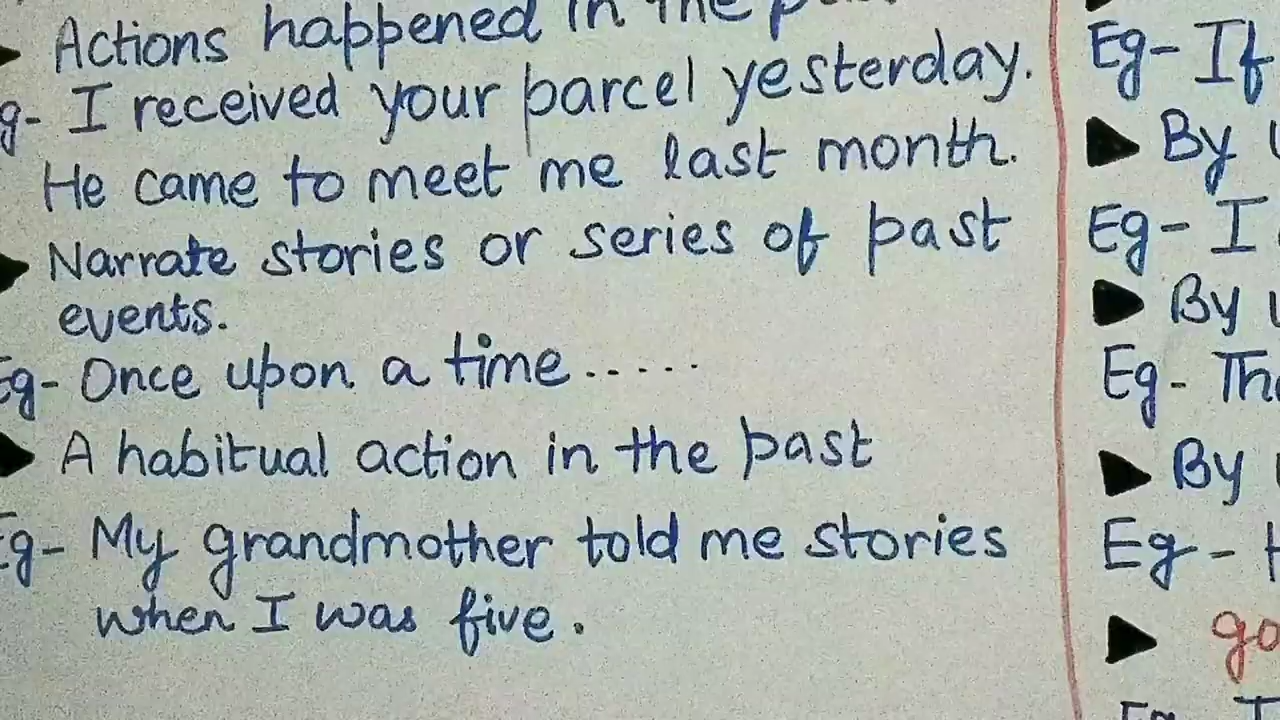 Actions happened in the
g- I received your parcel yesterday.
He came to meet me last month.
Narrate stories or series of past
events.
Eg- Once upon a time......
A habitual action in the past
Eg- My grandmother told me stories
when I was five.
Eg- If
By
Eg- I
By
Eg-
By
Eg-
go